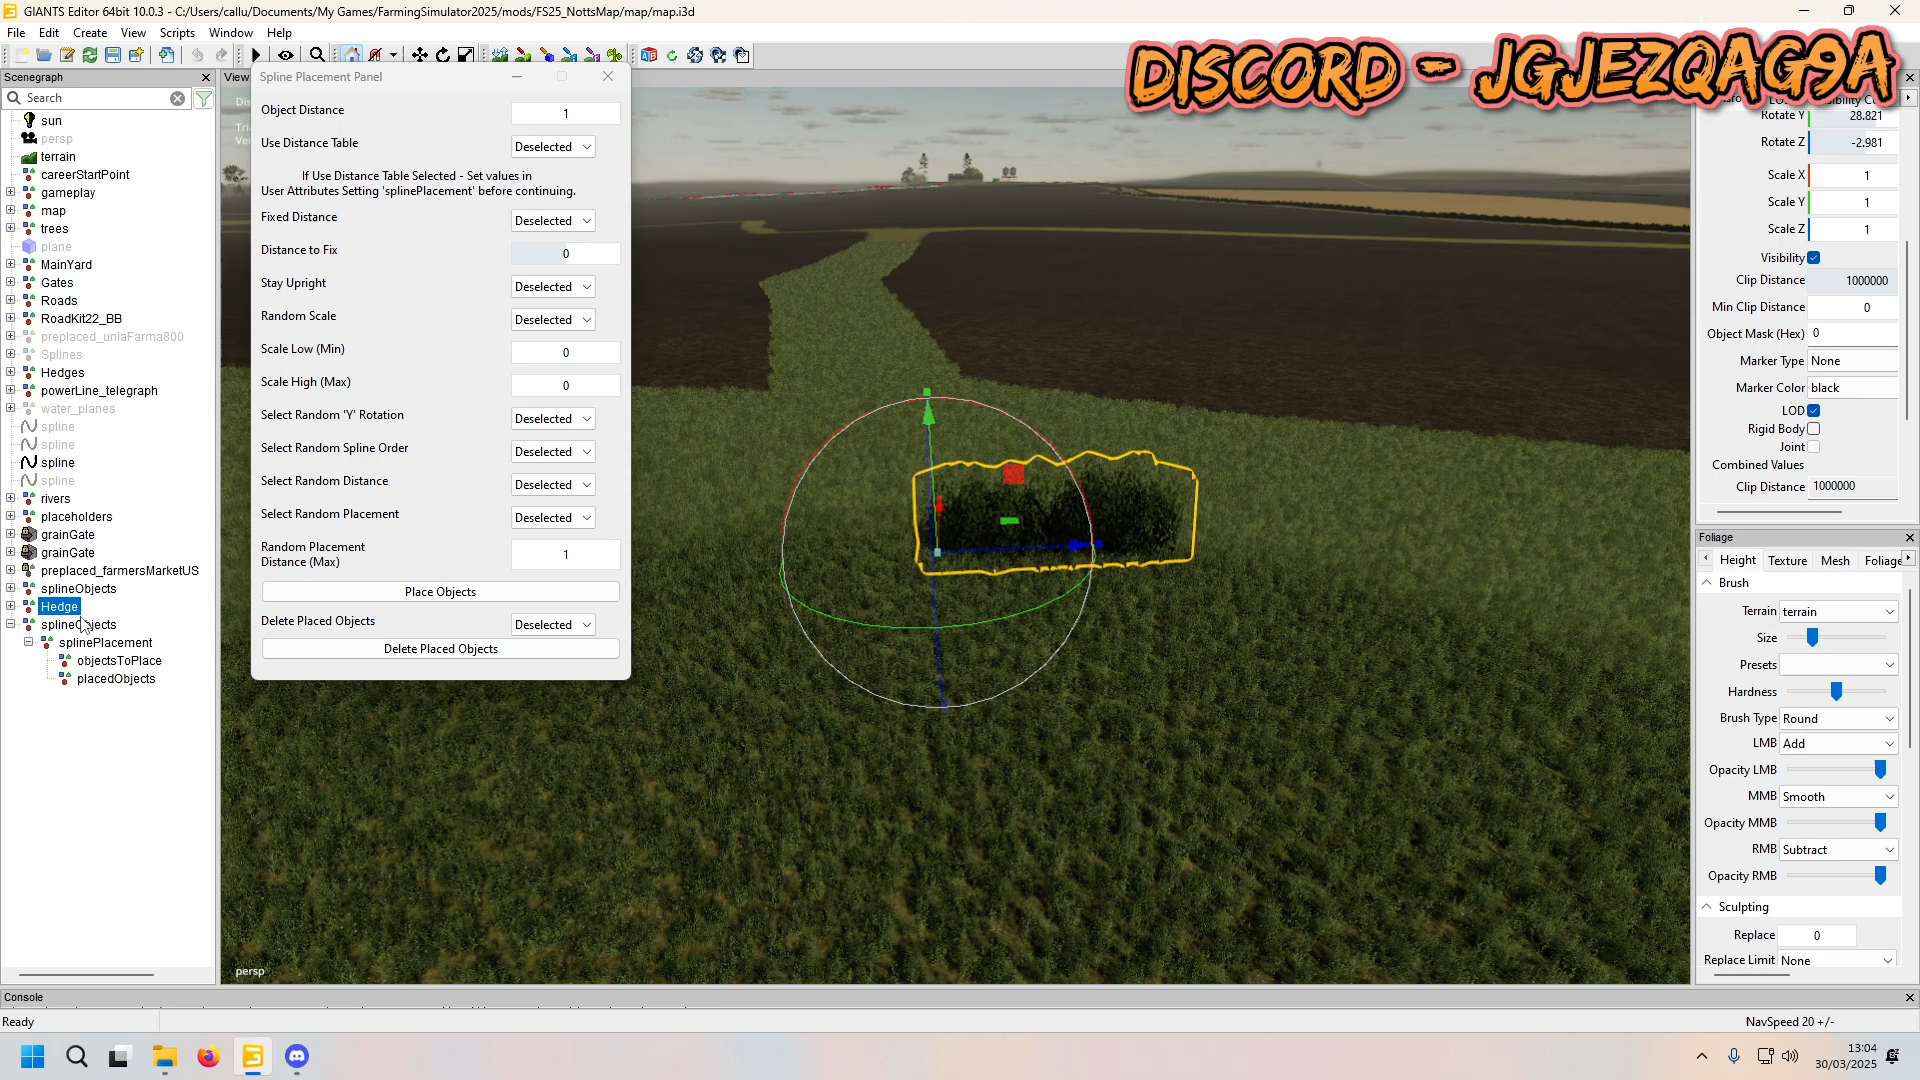 GIANTS Editor 64bit 10.0.3 - C:/Users/callu/Documents/My Games/FarmingSimulator2025/mods/FS25_NottsMap/map/map.i3d
File Edit Create View Scripts Window Help
DISCORD - JGJEZQAG9A
Scenegraph
Search
sun
persp
terrain
careerStartPoint
gameplay
map
trees
plane
MainYard
Gates
Roads
RoadKit22_BB
preplaced_uniaFarma800
Splines
Hedges
powerLine_telegraph
water_planes
spline
spline
spline
spline
rivers
placeholders
grainGate
grainGate
preplaced_farmersMarketUS
splineObjects
Hedge
splineObjects
splinePlacement
objectsToPlace
placedObjects
View
Spline Placement Panel
Object Distance 1
Use Distance Table Deselected
If Use Distance Table Selected - Set values in
User Attributes Setting 'splinePlacement' before continuing.
Fixed Distance Deselected
Distance to Fix 0
Stay Upright Deselected
Random Scale Deselected
Scale Low (Min) 0
Scale High (Max) 0
Select Random 'Y' Rotation Deselected
Select Random Spline Order Deselected
Select Random Distance Deselected
Select Random Placement Deselected
Random Placement
Distance (Max) 1
Place Objects
Delete Placed Objects Deselected
Delete Placed Objects
persp
Rotate Y 28.821
Rotate Z -2.981
Scale X 1
Scale Y 1
Scale Z 1
Visibility
Clip Distance 1000000
Min Clip Distance 0
Object Mask (Hex) 0
Marker Type None
Marker Color black
LOD
Rigid Body
Joint
Combined Values
Clip Distance 1000000
Foliage
Height Texture Mesh Foliage
Brush
Terrain terrain
Size
Presets
Hardness
Brush Type Round
LMB Add
Opacity LMB
MMB Smooth
Opacity MMB
RMB Subtract
Opacity RMB
Sculpting
Replace 0
Replace Limit None
Console
Ready
NavSpeed 20 +/-
13:04
30/03/2025